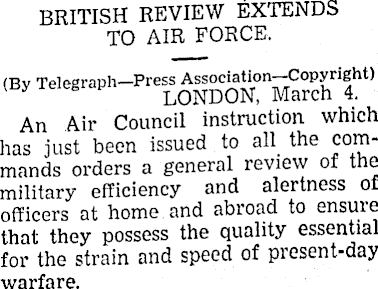 BRITISH REVIEW EXTENDS
TO AIR FORCE.
(By Telegraph—Press Association—Copyright)
LONDON, March 4.
An Air Council instruction which
has just been issued to all the com-
mands orders a general review of the
military efficiency and alertness of
officers at home and abroad to ensure
that they possess the quality essential
for the strain and speed of present-day
warfare.